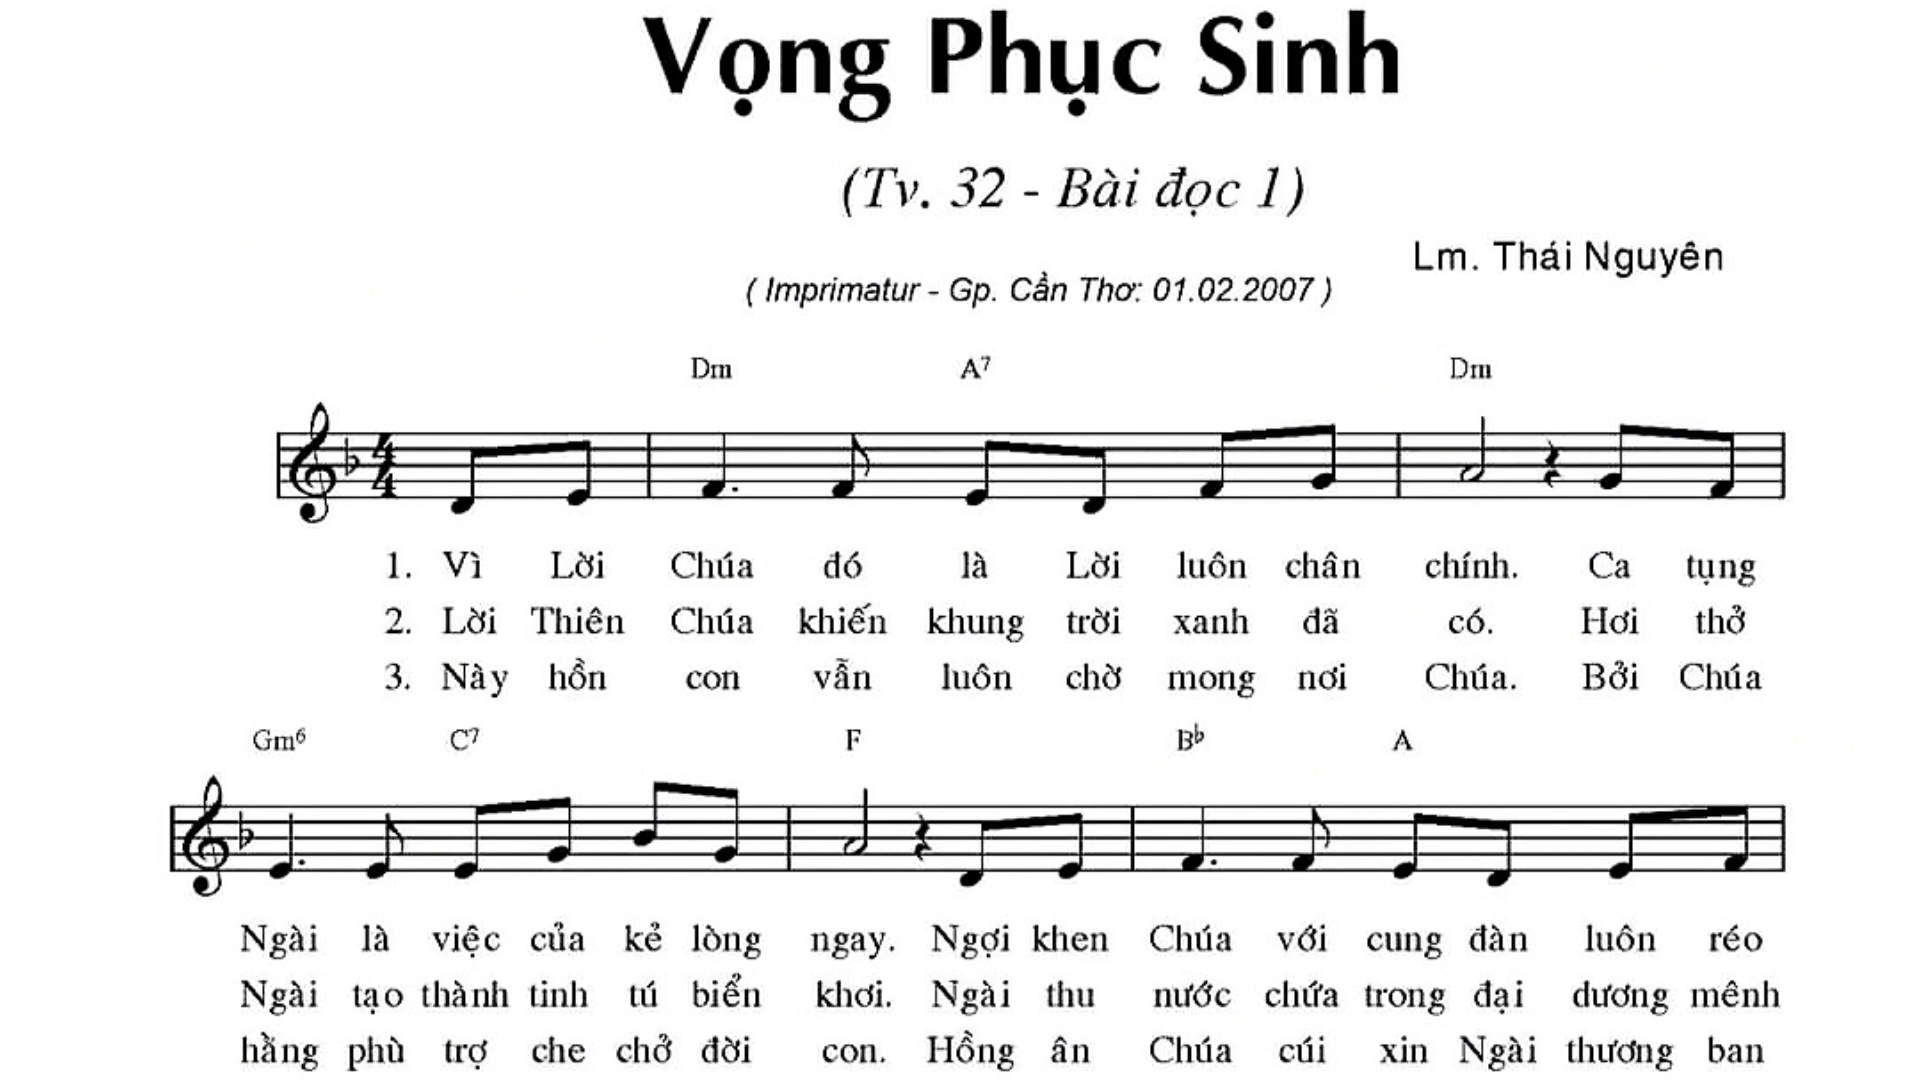 Vọng Phục Sinh
(Tv. 32 - Bài đọc 1)
Lm. Thái Nguyên
( Imprimatur - Gp. Cần Thơ: 01.02.2007 )
Dm A7 Dm
4
4
1. Vì Lời Chúa đó là Lời luôn chân chính. Ca tụng
2. Lời Thiên Chúa khiến khung trời xanh đã có. Hơi thở
3. Này hồn con vẫn luôn chờ mong nơi Chúa. Bởi Chúa
Gm6 C7 F B♭ A
Ngài là việc của kẻ lòng ngay. Ngợi khen Chúa với cung đàn luôn réo
Ngài tạo thành tinh tú biển khơi. Ngài thu nước chứa trong đại dương mênh
hằng phù trợ che chở đời con. Hồng ân Chúa cúi xin Ngài thương ban